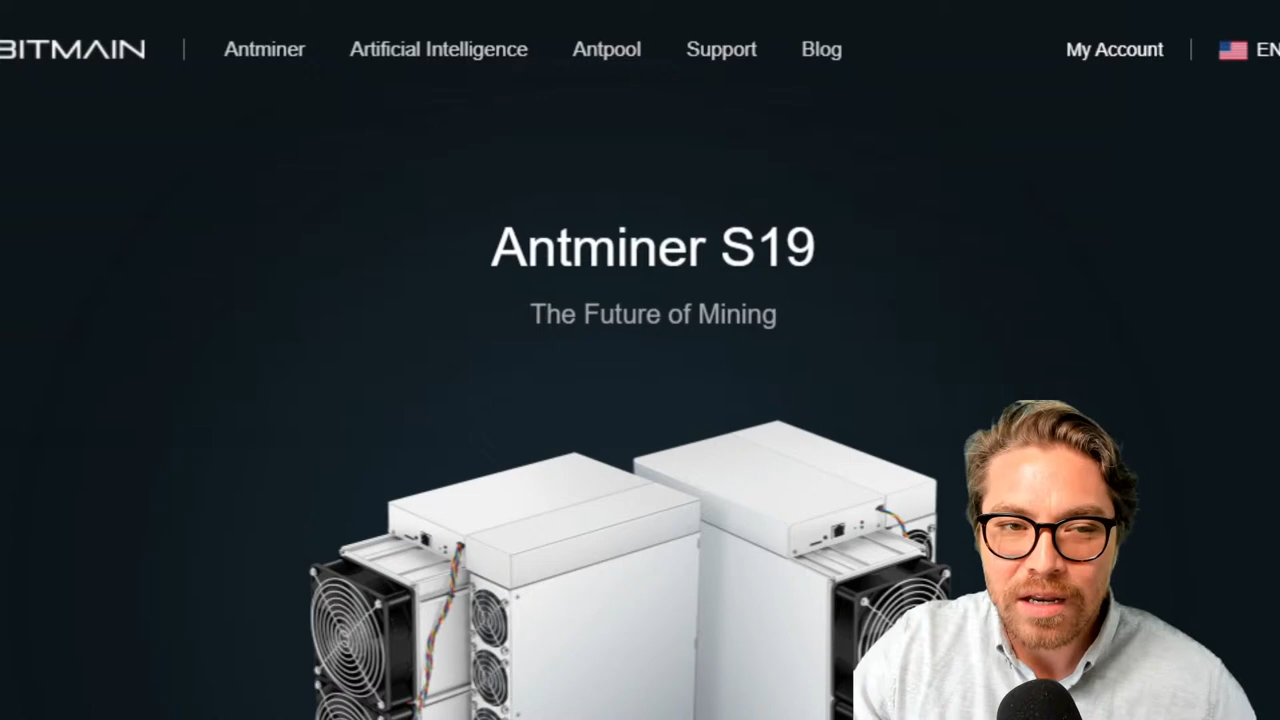 BITMAIN
Antminer Artificial Intelligence Antpool Support Blog My Account EN
Antminer S19
The Future of Mining